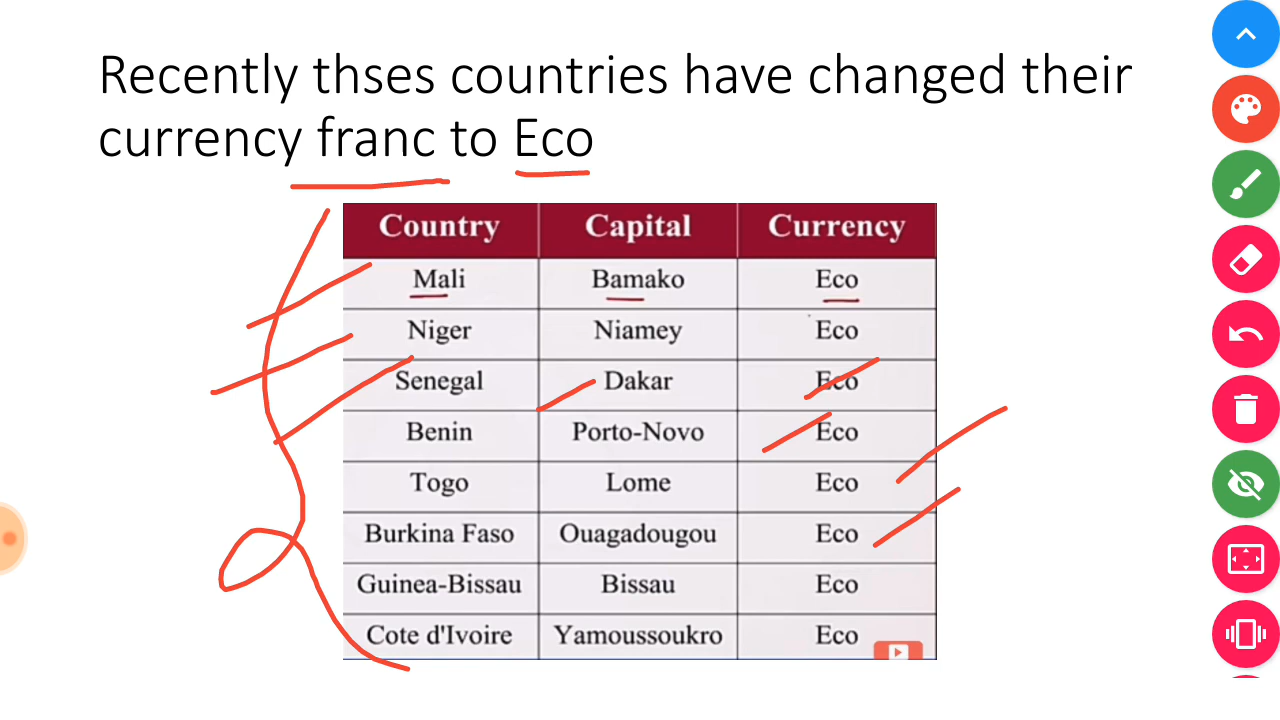 Recently thses countries have changed their
currency franc to Eco
Country Capital Currency
Mali Bamako Eco
Niger Niamey Eco
Senegal Dakar Eco
Benin Porto-Novo Eco
Togo Lome Eco
Burkina Faso Ouagadougou Eco
Guinea-Bissau Bissau Eco
Cote d'Ivoire Yamoussoukro Eco